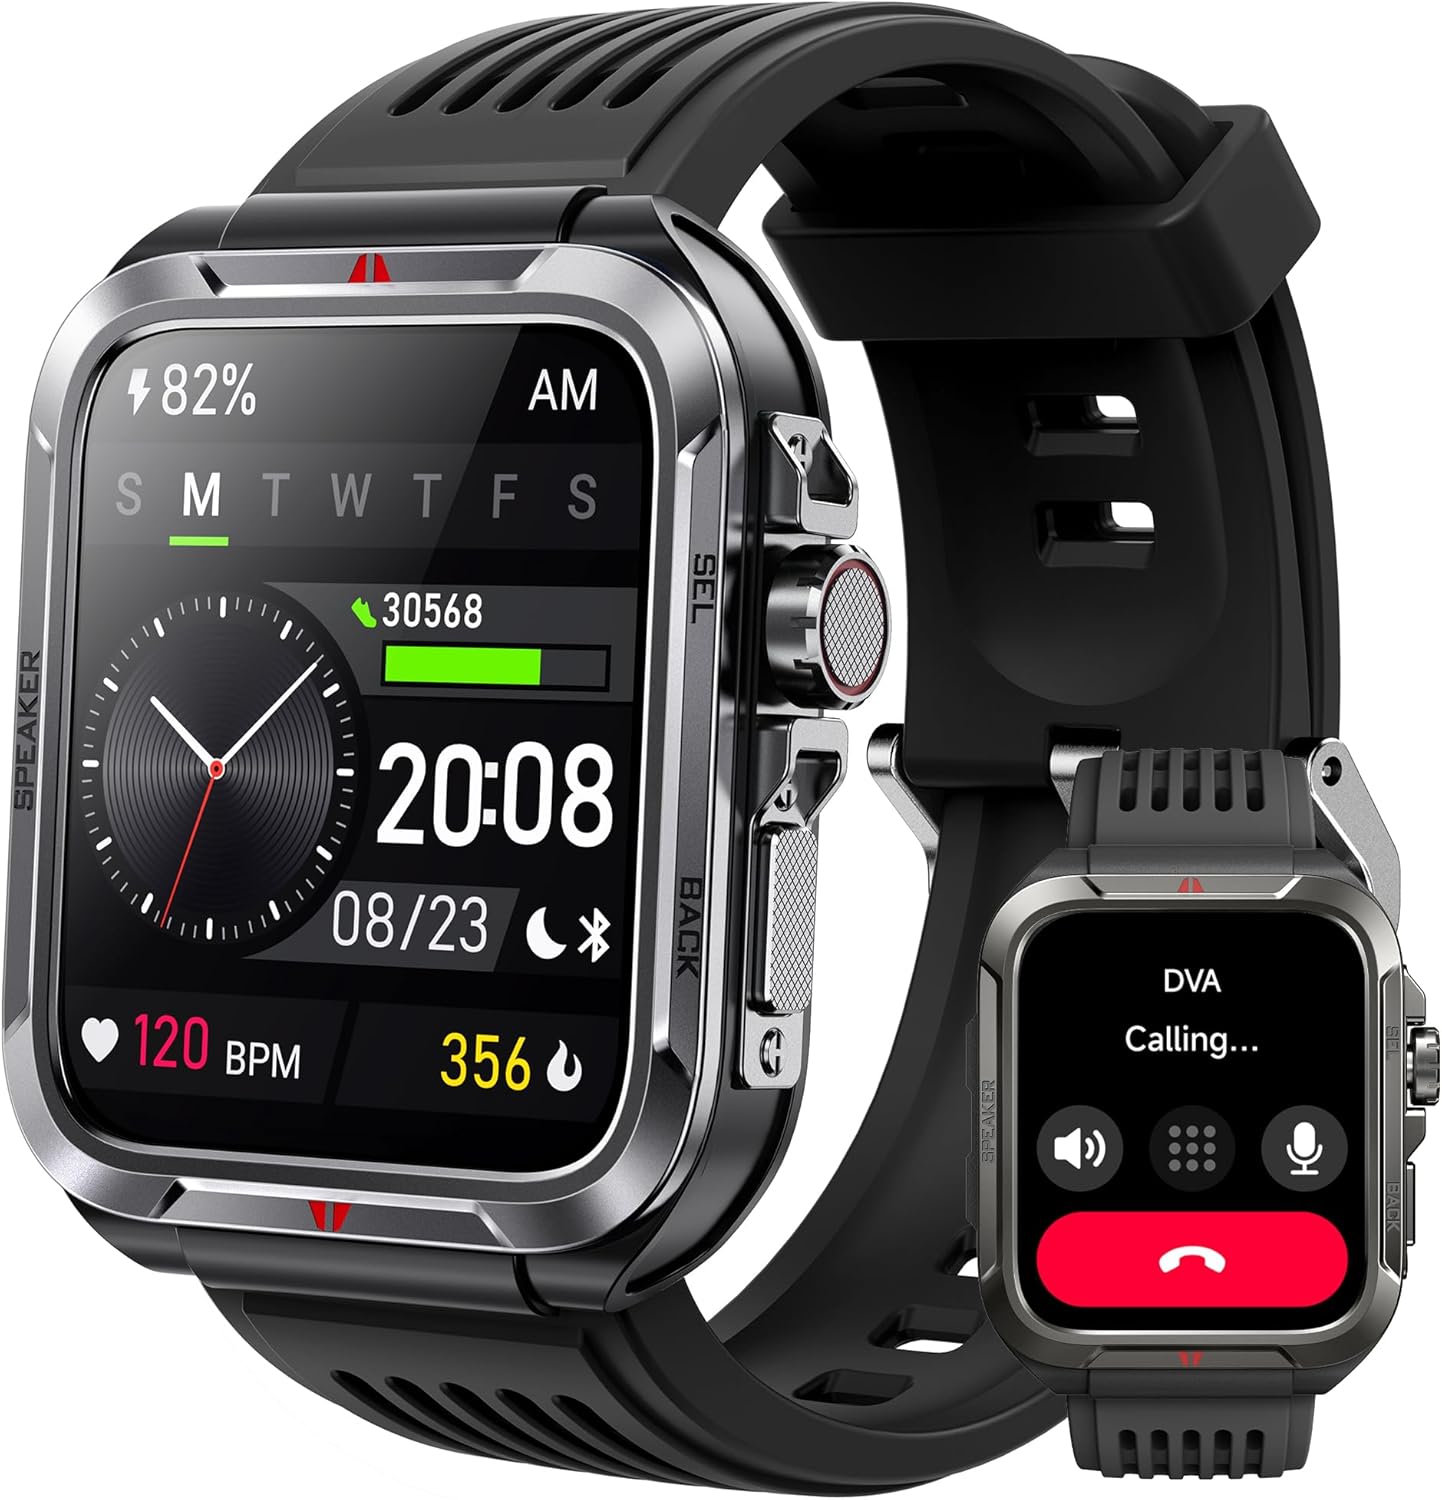 82% AM
S M T W T F S
30568
20:08
08/23
120 BPM
356
SPEAKER
SEL
BACK
DVA
Calling...
SPEAKER
SEL
BACK